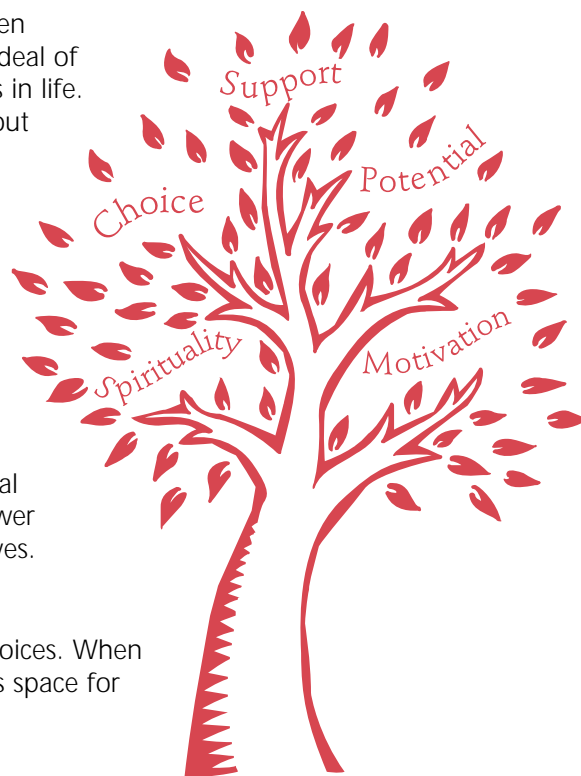 en
deal of
s in life.
out
al
wer
ves.
oices. When
s space for
Support
Potential
Choice
Spirituality
Motivation